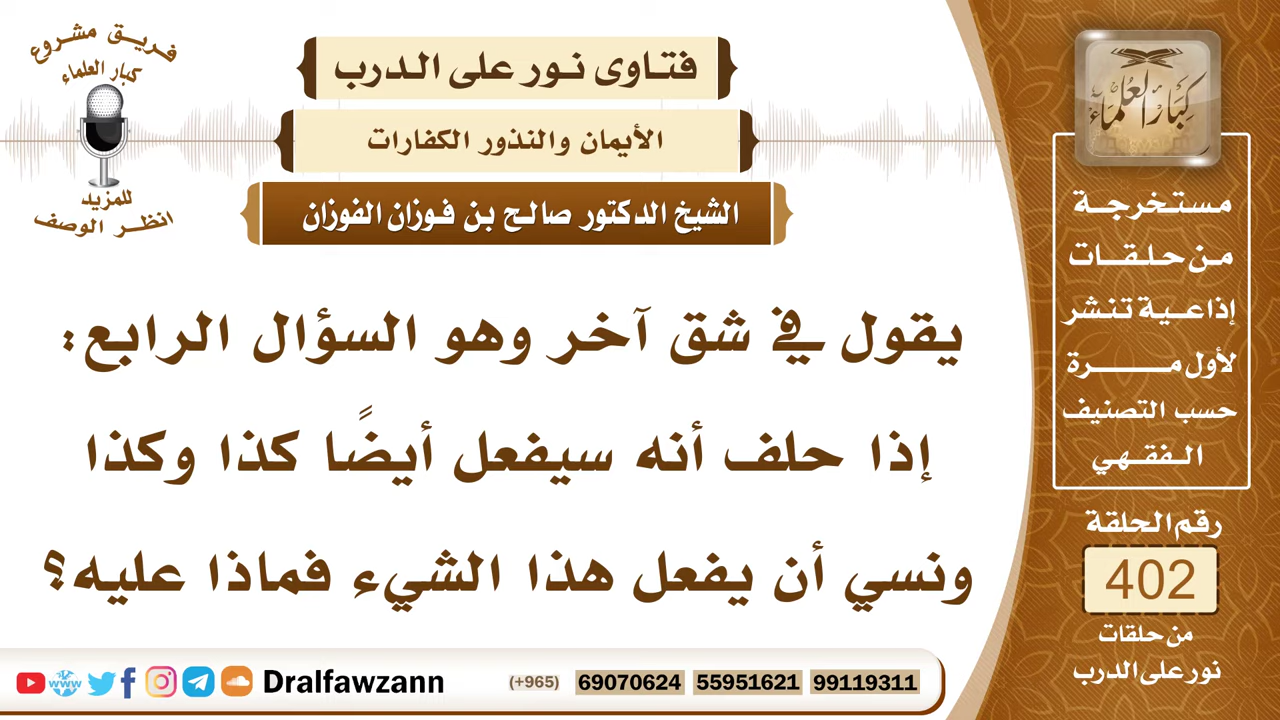 فريق مشروع
كبار العلماء
للمزيد
انظر الوصف
فتاوى نور على الدرب
الأيمان والنذور الكفارات
الشيخ الدكتور صالح بن فوزان الفوزان
يقول في شق آخر وهو السؤال الرابع:
إذا حلف أنه سيفعل أيضًا كذا وكذا
ونسي أن يفعل هذا الشيء فماذا عليه؟
كبار العلماء
مستخرجة
من حلقات
إذاعية تنشر
لأول مرة
حسب التصنيف
الفقهي
رقم الحلقة
402
من حلقات
نور على الدرب
www Dralfawzann (+965) 69070624 55951621 99119311